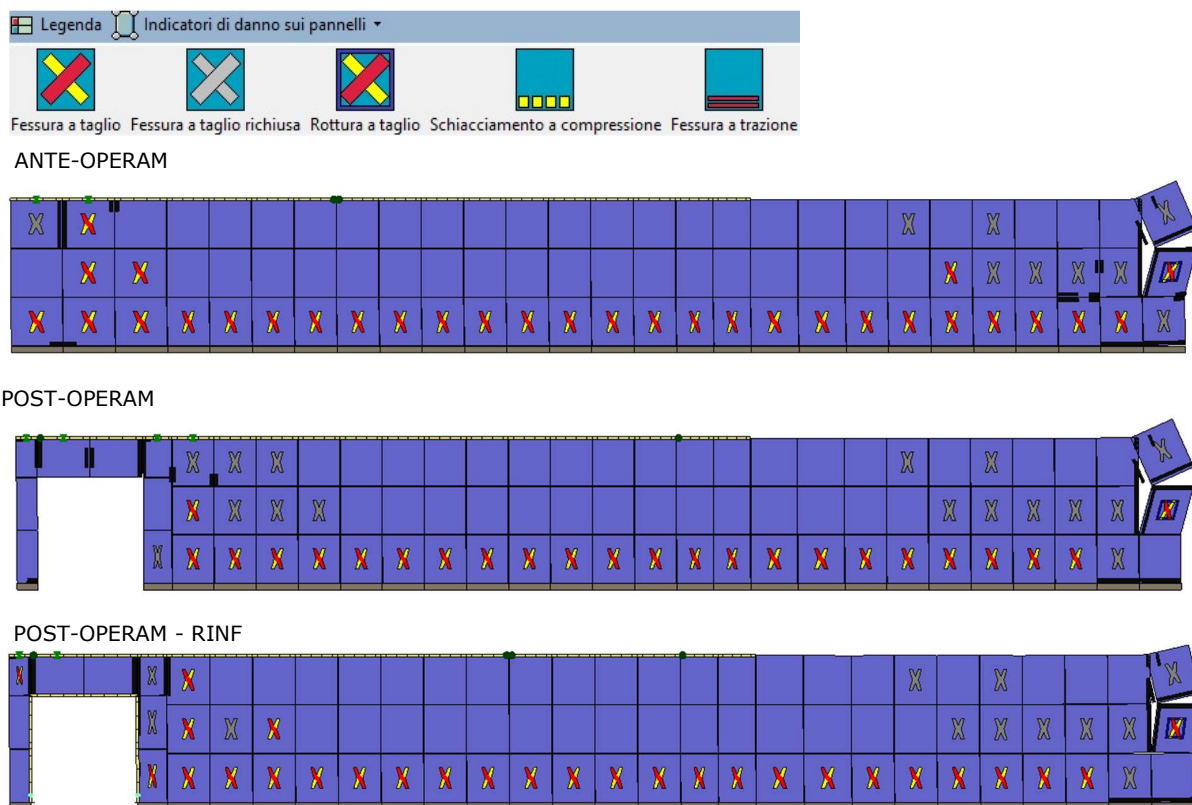 Legenda Indicatori di danno sui pannelli
Fessura a taglio Fessura a taglio richiusa Rottura a taglio Schiacciamento a compressione Fessura a trazione
ANTE-OPERAM
POST-OPERAM
POST-OPERAM - RINF